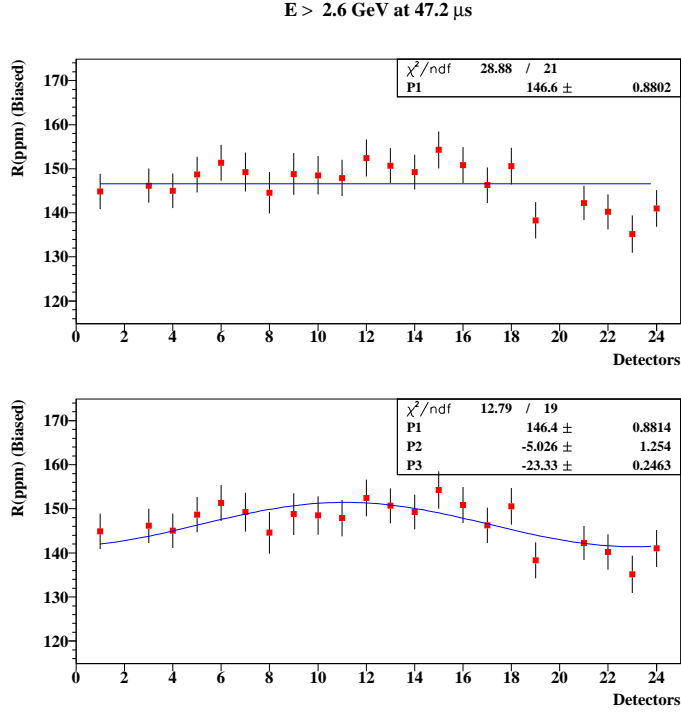 E > 2.6 GeV at 47.2 μs
R(ppm) (Biased)
χ²/ndf 28.88 / 21
P1 146.6 ± 0.8802
170
160
150
140
130
120
0 2 4 6 8 10 12 14 16 18 20 22 24
Detectors
R(ppm) (Biased)
χ²/ndf 12.79 / 19
P1 146.4 ± 0.8814
P2 -5.026 ± 1.254
P3 -23.33 ± 0.2463
170
160
150
140
130
120
0 2 4 6 8 10 12 14 16 18 20 22 24
Detectors